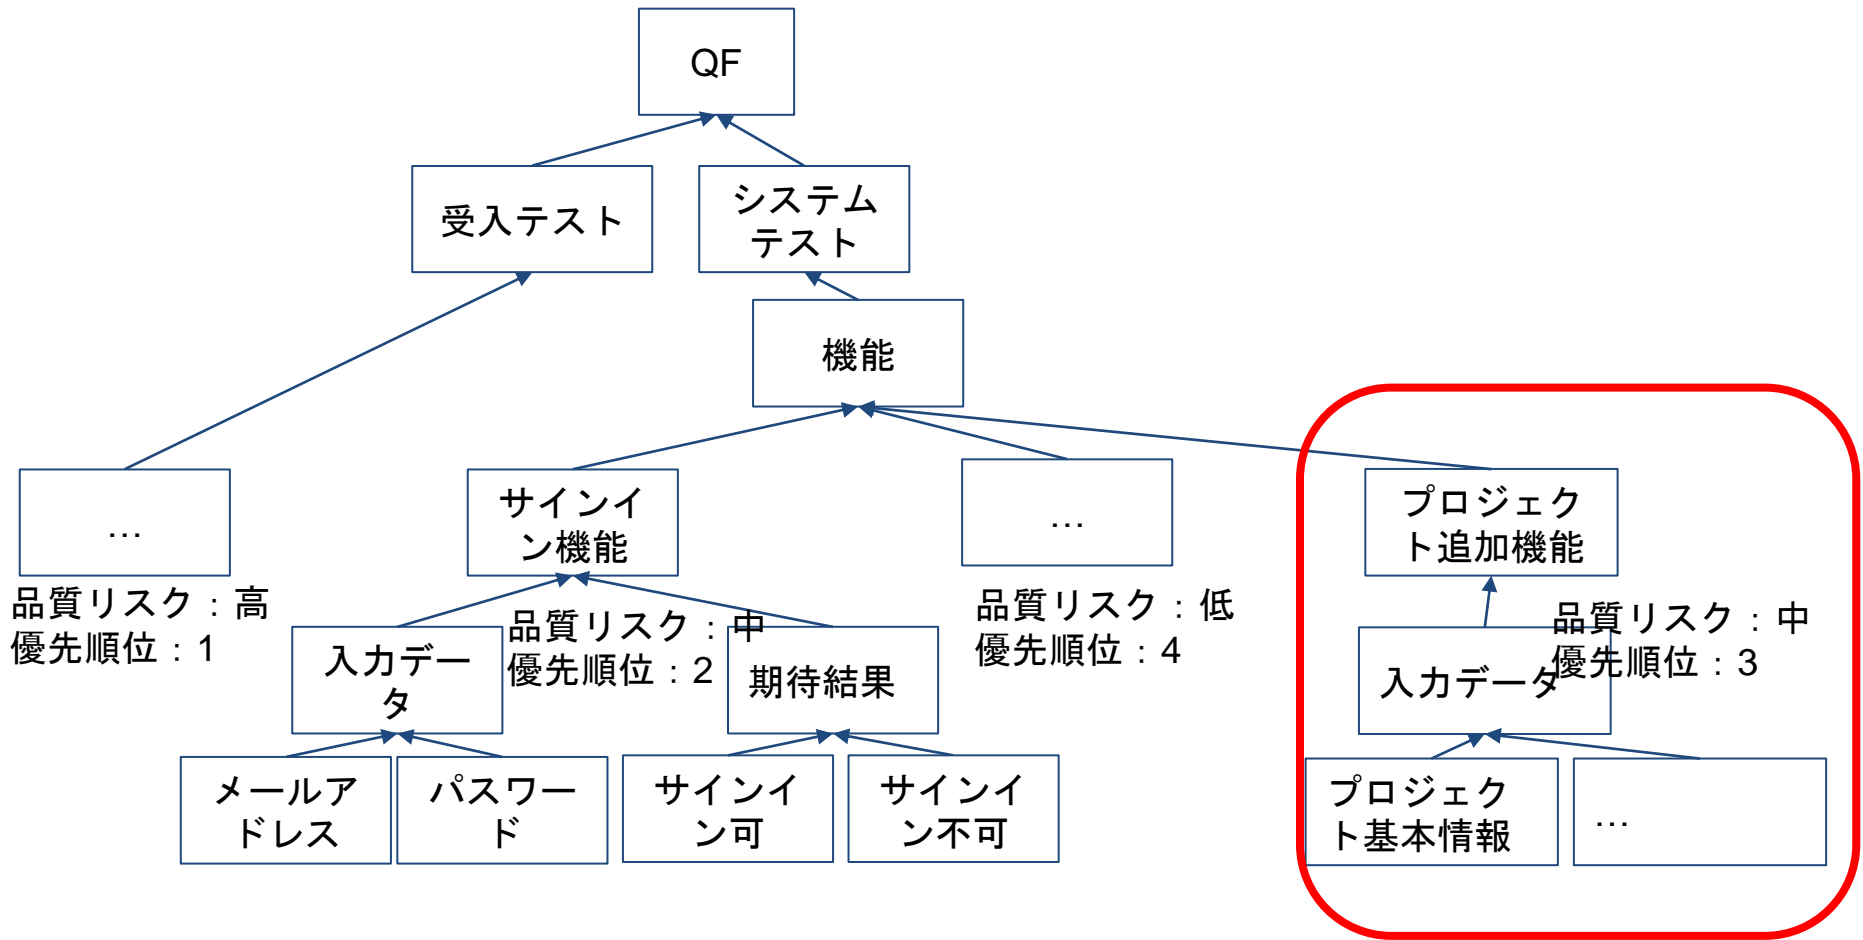 QF
受入テスト
システム
テスト
機能
…
品質リスク：高
優先順位：1
サインイ
ン機能
品質リスク：中
優先順位：2
…
品質リスク：低
優先順位：4
プロジェク
ト追加機能
品質リスク：中
優先順位：3
入力デー
タ
期待結果
入力データ
メールア
ドレス
パスワー
ド
サインイ
ン可
サインイ
ン不可
プロジェク
ト基本情報
…